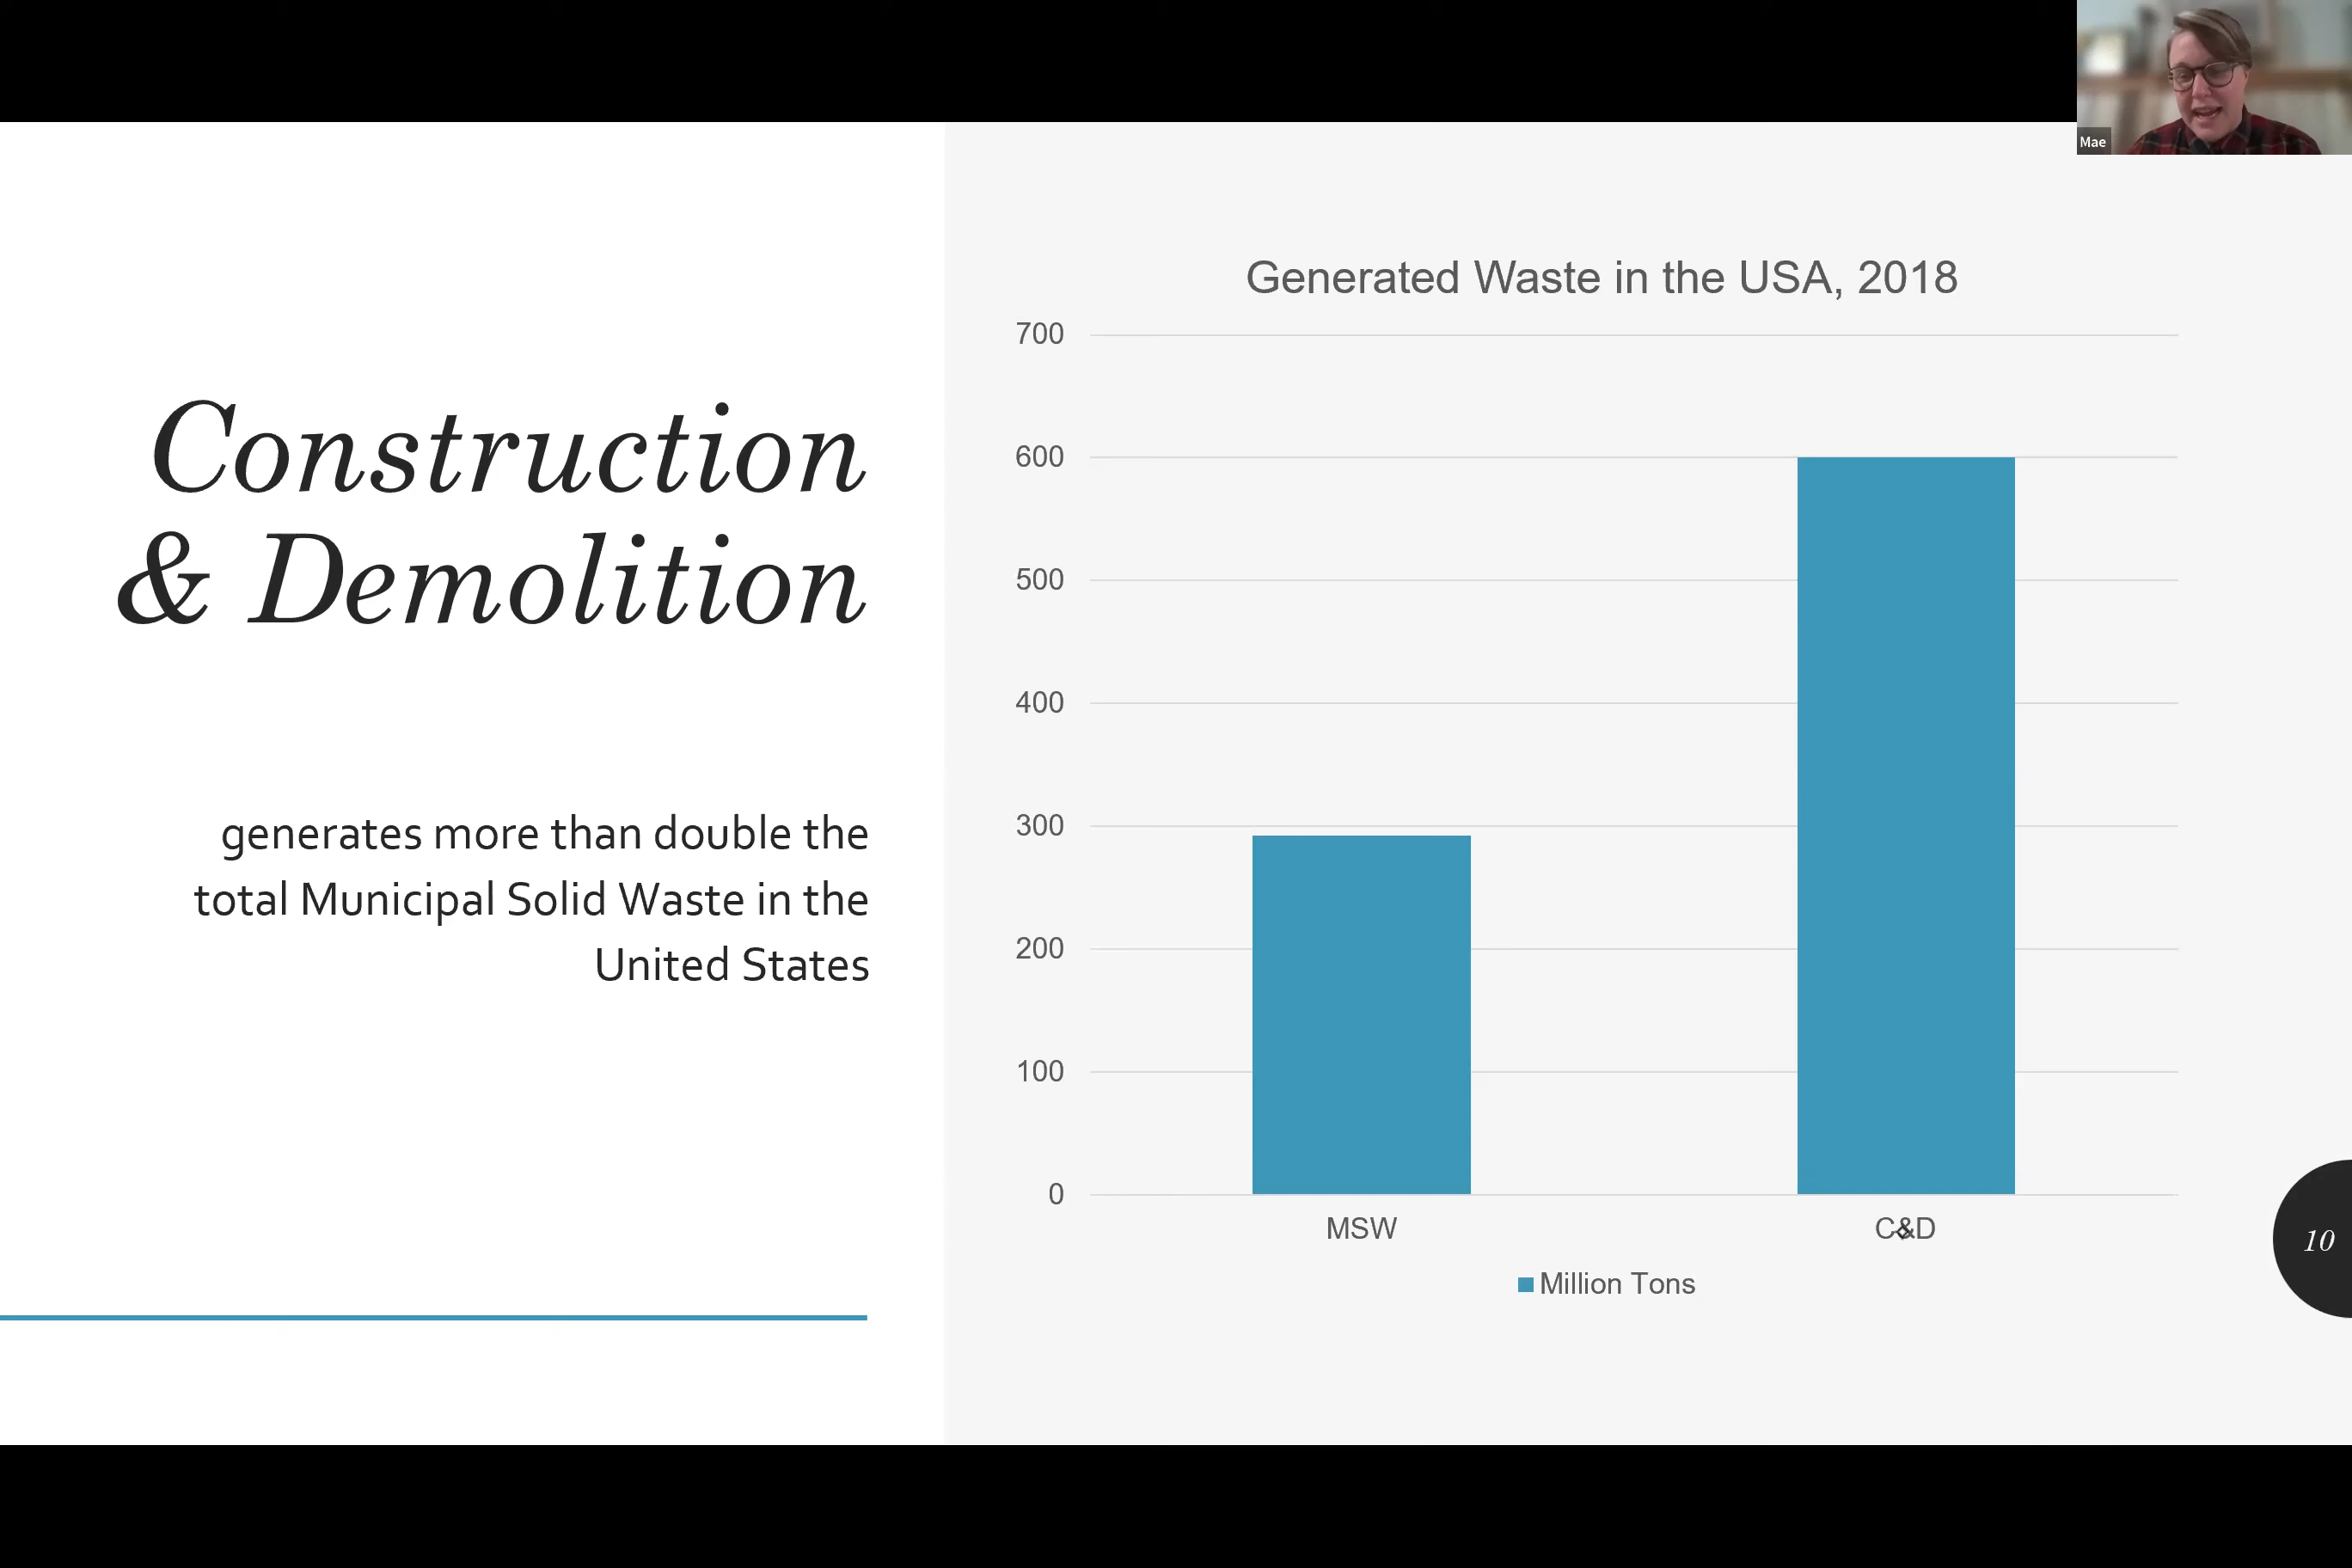 Mae
Construction
& Demolition
generates more than double the
total Municipal Solid Waste in the
United States
Generated Waste in the USA, 2018
700
600
500
400
300
200
100
0
MSW
C&D
Million Tons
10